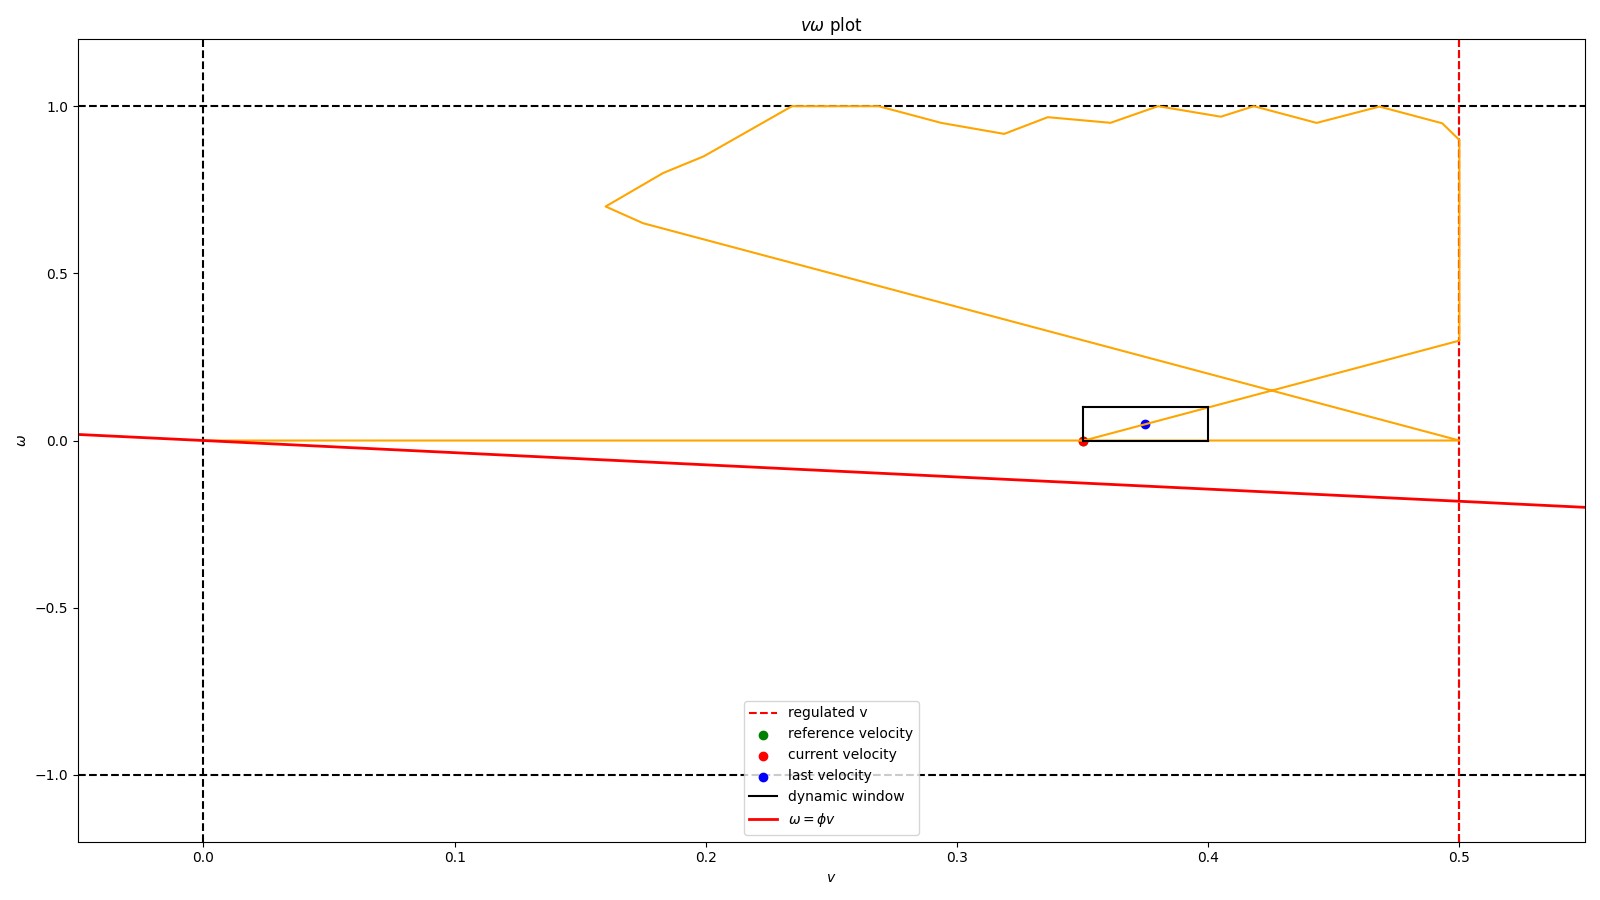 vω plot
1.0
0.5
0.0
−0.5
−1.0
ω
0.0 0.1 0.2 0.3 0.4 0.5
v
regulated v
reference velocity
current velocity
last velocity
dynamic window
ω = ϕv